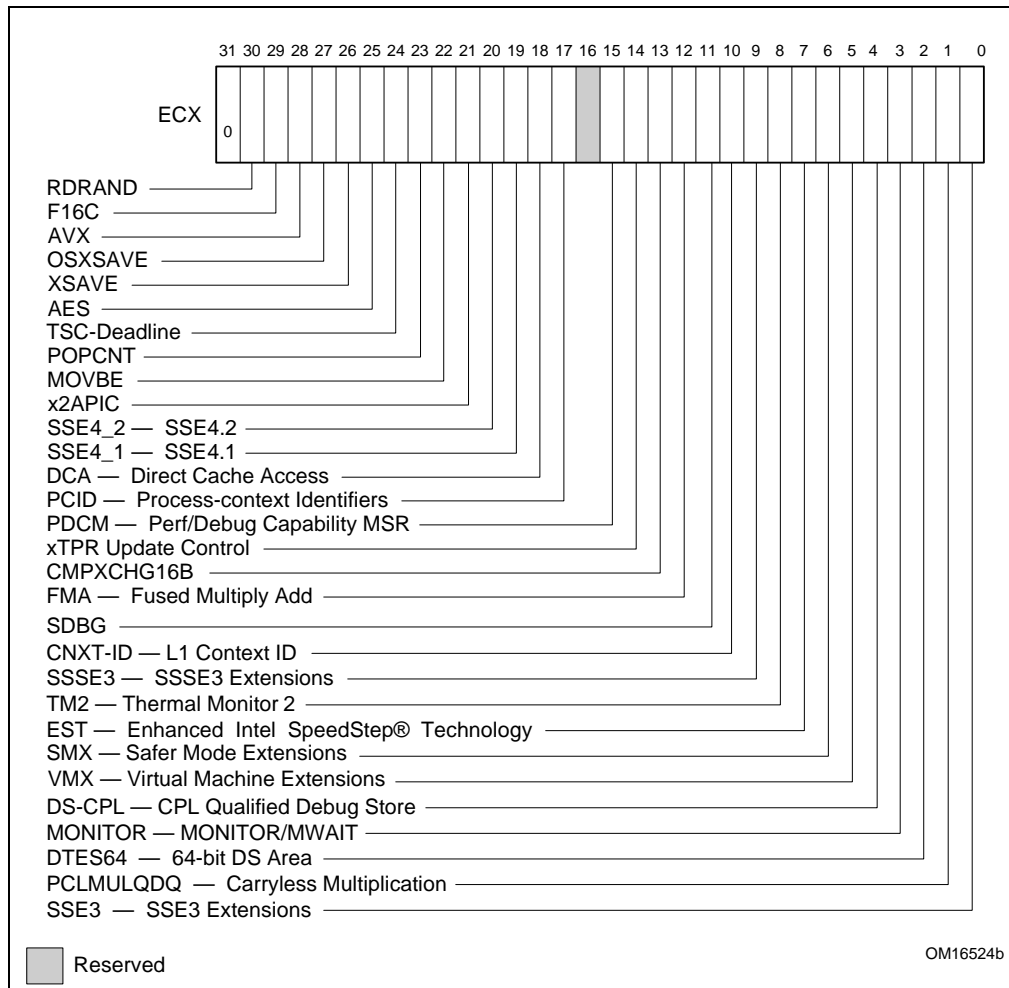 31 30 29 28 27 26 25 24 23 22 21 20 19 18 17 16 15 14 13 12 11 10 9 8 7 6 5 4 3 2 1 0
ECX
0
RDRAND
F16C
AVX
OSXSAVE
XSAVE
AES
TSC-Deadline
POPCNT
MOVBE
x2APIC
SSE4_2 — SSE4.2
SSE4_1 — SSE4.1
DCA — Direct Cache Access
PCID — Process-context Identifiers
PDCM — Perf/Debug Capability MSR
xTPR Update Control
CMPXCHG16B
FMA — Fused Multiply Add
SDBG
CNXT-ID — L1 Context ID
SSSE3 — SSSE3 Extensions
TM2 — Thermal Monitor 2
EST — Enhanced Intel SpeedStep® Technology
SMX — Safer Mode Extensions
VMX — Virtual Machine Extensions
DS-CPL — CPL Qualified Debug Store
MONITOR — MONITOR/MWAIT
DTES64 — 64-bit DS Area
PCLMULQDQ — Carryless Multiplication
SSE3 — SSE3 Extensions
Reserved
OM16524b